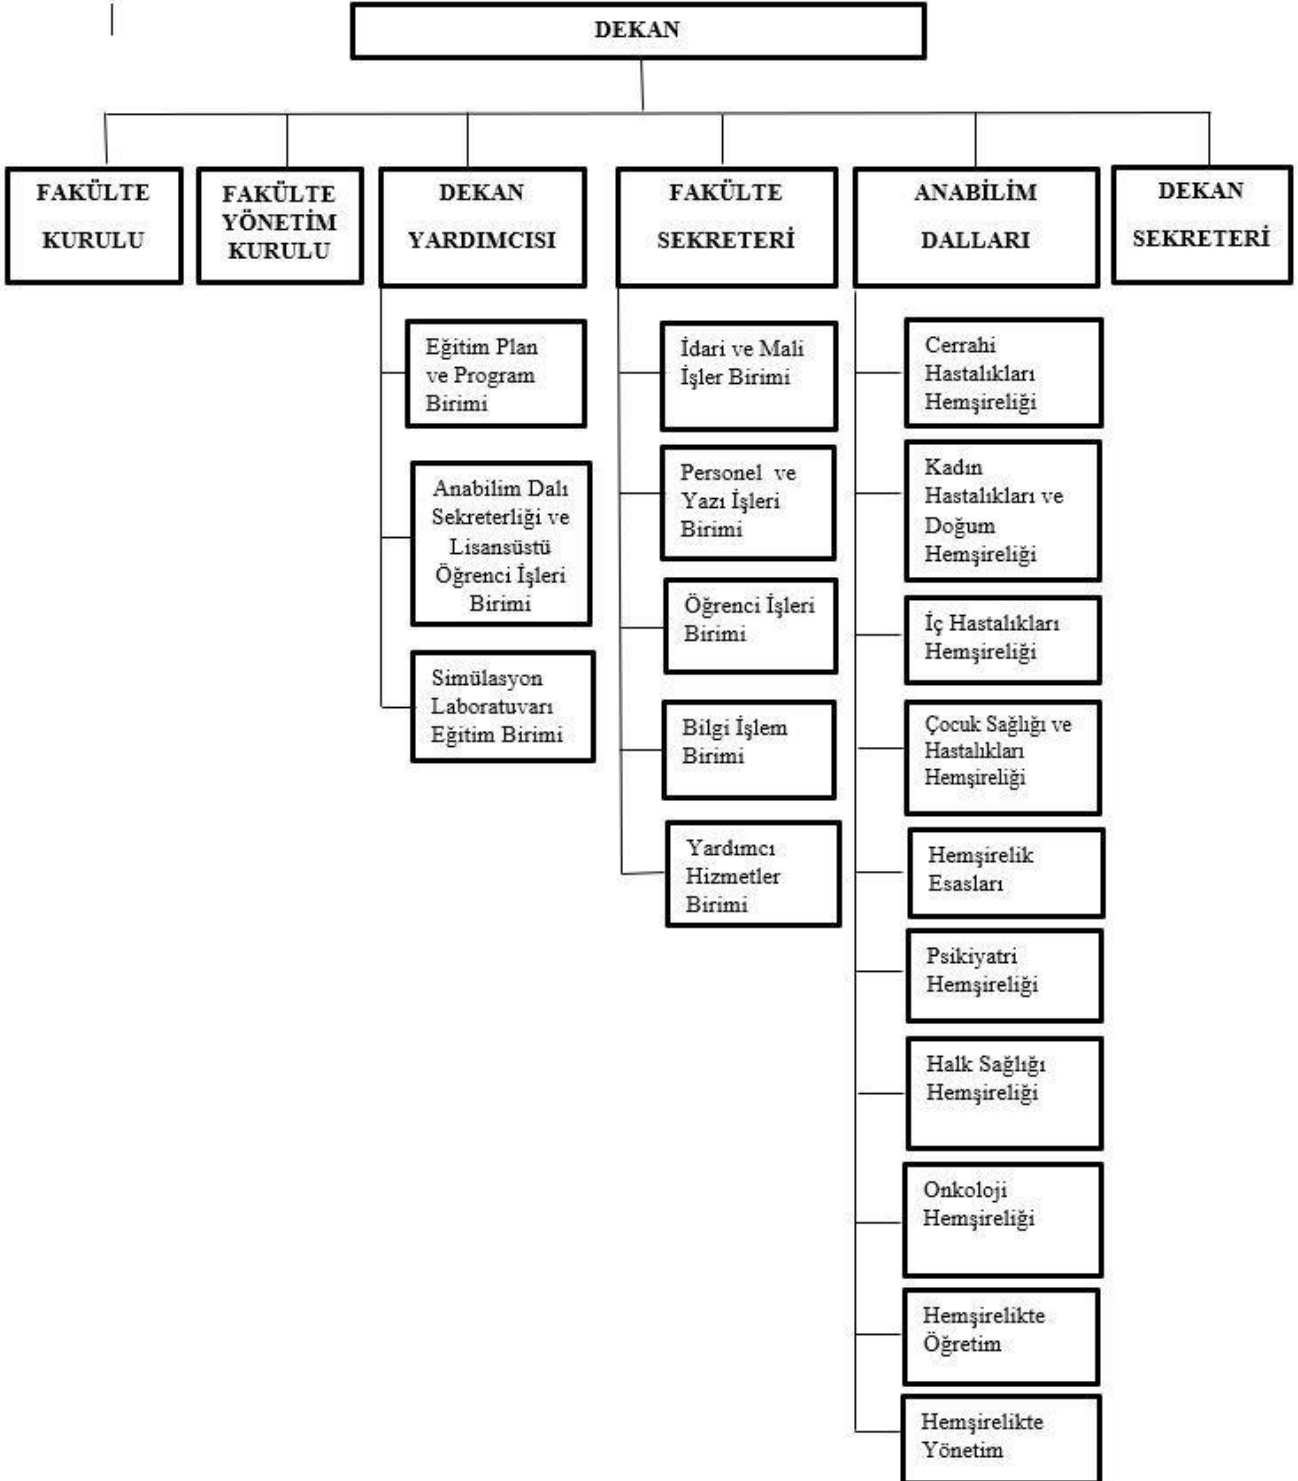 DEKAN
FAKÜLTE
KURULU
FAKÜLTE
YÖNETİM
KURULU
DEKAN
YARDIMCISI
FAKÜLTE
SEKRETERİ
ANABİLİM
DALLARI
DEKAN
SEKRETERİ
Eğitim Plan
ve Program
Birimi
Anabilim Dalı
Sekreterliği ve
Lisansüstü
Öğrenci İşleri
Birimi
Simülasyon
Laboratuvarı
Eğitim Birimi
İdari ve Mali
İşler Birimi
Personel ve
Yazı İşleri
Birimi
Öğrenci İşleri
Birimi
Bilgi İşlem
Birimi
Yardımcı
Hizmetler
Birimi
Cerrahi
Hastalıkları
Hemşireliği
Kadın
Hastalıkları ve
Doğum
Hemşireliği
İç Hastalıkları
Hemşireliği
Çocuk Sağlığı ve
Hastalıkları
Hemşireliği
Hemşirelik
Esasları
Psikiyatri
Hemşireliği
Halk Sağlığı
Hemşireliği
Onkoloji
Hemşireliği
Hemşirelikte
Öğretim
Hemşirelikte
Yönetim